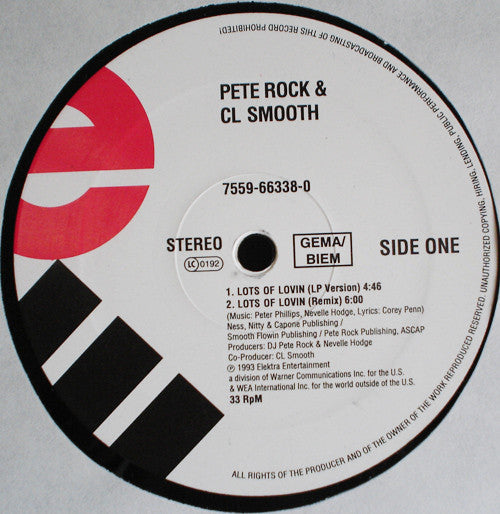 PETE ROCK &
CL SMOOTH
7559-66338-0
STEREO
LC 0192
GEMA/
BIEM
SIDE ONE
1. LOTS OF LOVIN (LP Version) 4:46
2. LOTS OF LOVIN (Remix) 6:00
(Music: Peter Phillips, Nevelle Hodge, Lyrics: Corey Penn)
Ness, Nitty & Capone Publishing /
Smooth Flowin Publishing / Pete Rock Publishing, ASCAP
Producers: DJ Pete Rock & Nevelle Hodge
Co-Producer: CL Smooth
℗ 1993 Elektra Entertainment
a division of Warner Communications Inc. for the U.S.
& WEA International Inc. for the world outside of the U.S.
33 RpM
ALL RIGHTS OF THE PRODUCER AND OF THE OWNER OF THE WORK REPRODUCED RESERVED. UNAUTHORIZED COPYING, HIRING, LENDING, PUBLIC PERFORMANCE AND BROADCASTING OF THIS RECORD PROHIBITED!
e